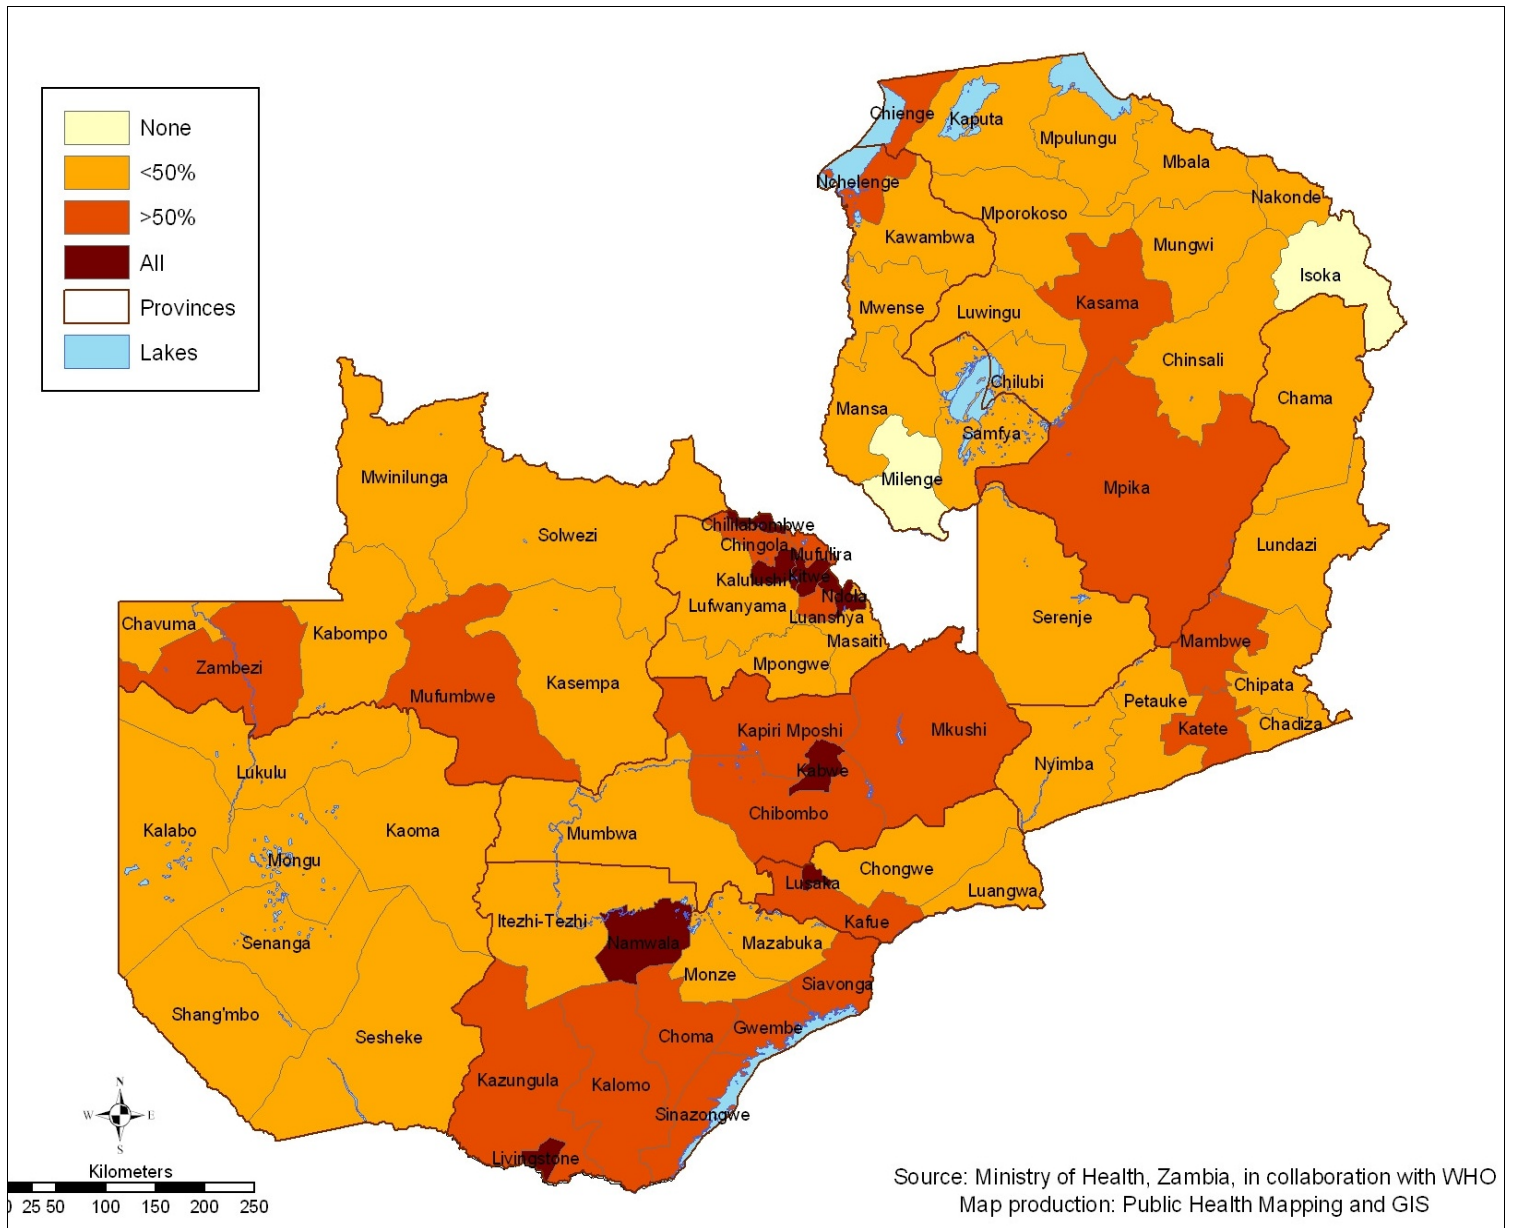 None
<50%
>50%
All
Provinces
Lakes
Chienge
Kaputa
Mpulungu
Mbala
Nchelenge
Nakonde
Mporokoso
Kawambwa
Mungwi
Isoka
Mwense
Luwingu
Kasama
Chinsali
Chilubi
Chama
Mansa
Samfya
Milenge
Mpika
Mwinilunga
Solwezi
Chililabombwe
Chingola
Mufulira
Lundazi
Kalulushi
Kitwe
Ndola
Lufwanyama
Luanshya
Serenje
Chavuma
Kabompo
Masaiti
Mambwe
Zambezi
Mpongwe
Kasempa
Mufumbwe
Chipata
Petauke
Kapiri Mposhi
Mkushi
Katete
Chadiza
Lukulu
Kabwe
Nyimba
Chibombo
Kalabo
Kaoma
Mumbwa
Mongu
Chongwe
Lusaka
Luangwa
Itezhi-Tezhi
Kafue
Senanga
Namwala
Mazabuka
Monze
Siavonga
Shang'mbo
Sesheke
Choma
Gwembe
Kazungula
Kalomo
Sinazongwe
Livingstone
N
W E
S
Kilometers
0 25 50 100 150 200 250
Source: Ministry of Health, Zambia, in collaboration with WHO
Map production: Public Health Mapping and GIS